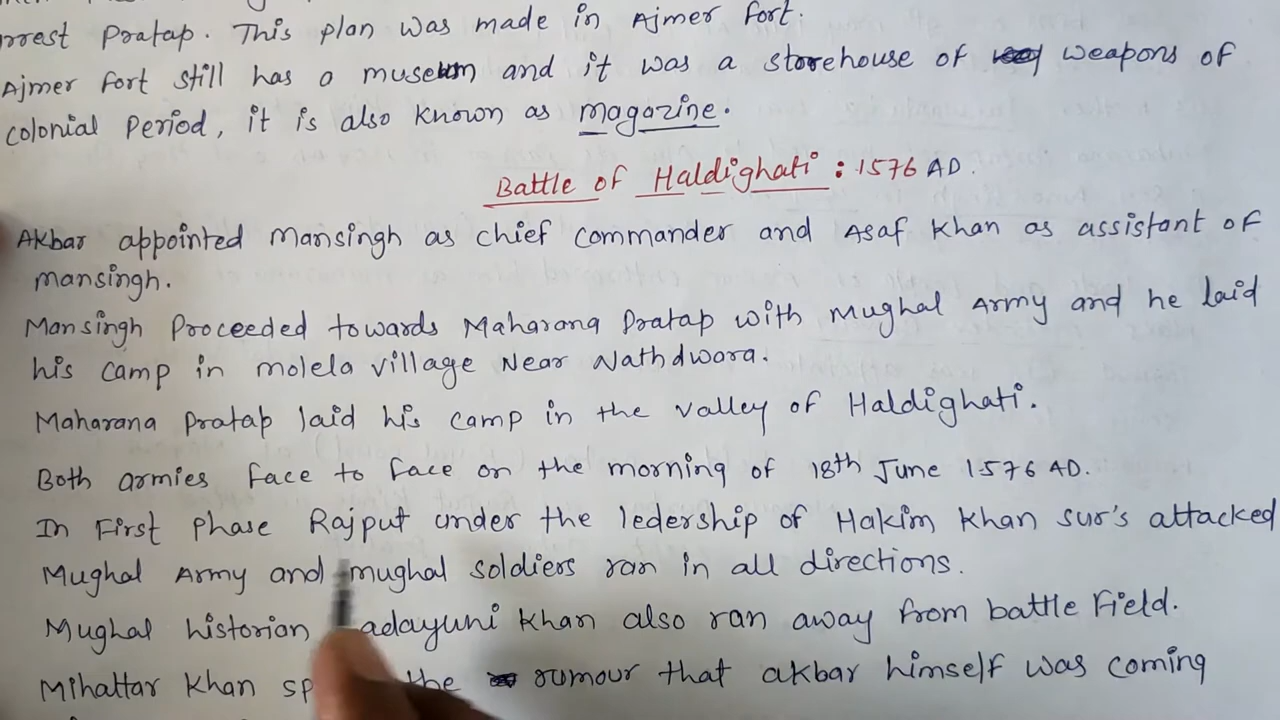 Pratap. This plan was made in Ajmer Fort.
Ajmer Fort still has a museum and it was a storehouse of weapons of
colonial Period, it is also known as magazine.
Battle of Haldighati : 1576 AD.
Akbar appointed Mansingh as chief commander and Asaf Khan as assistant of
mansingh.
Mansingh Proceeded towards Maharana Pratap with Mughal Army and he laid
his camp in molela village Near Nathdwara.
Maharana Pratap laid his camp in the valley of Haldighati.
Both armies face to face on the morning of 18th June 1576 AD.
In First phase Rajput under the ledership of Hakim Khan sur's attacked
Mughal Army and mughal soldiers ran in all directions.
Mughal historian adayuni Khan also ran away from battle Field.
Mihattar Khan sp the rumour that akbar himself was coming